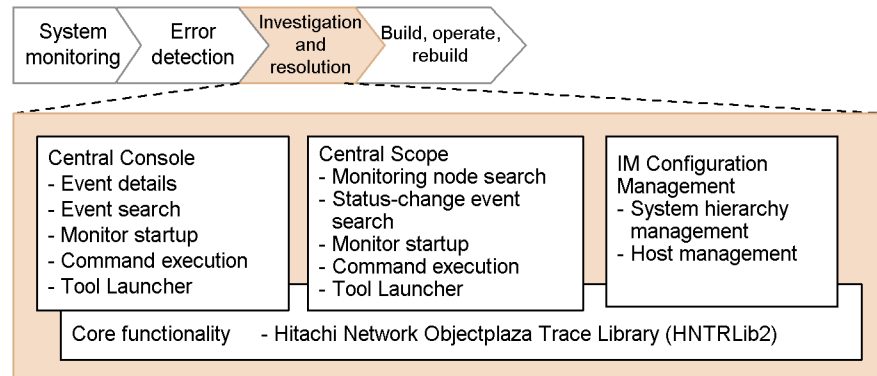 System
monitoring
Error
detection
Investigation
and
resolution
Build, operate,
rebuild
Central Console
- Event details
- Event search
- Monitor startup
- Command execution
- Tool Launcher
Central Scope
- Monitoring node search
- Status-change event
search
- Monitor startup
- Command execution
- Tool Launcher
IM Configuration
Management
- System hierarchy
management
- Host management
Core functionality - Hitachi Network Objectplaza Trace Library (HNTRLib2)